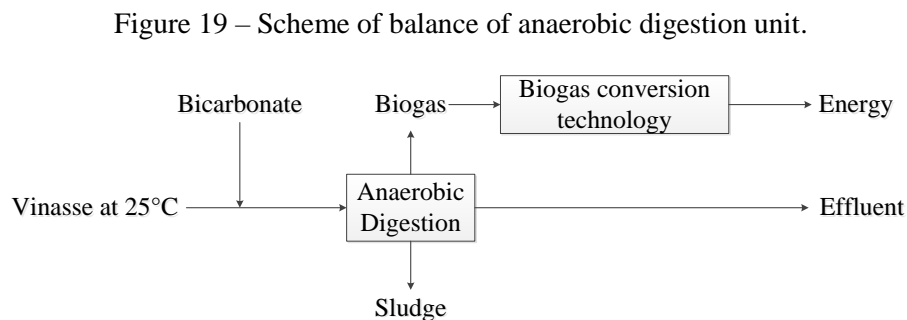 Figure 19 – Scheme of balance of anaerobic digestion unit.
Bicarbonate
Biogas
Biogas conversion
technology
Energy
Vinasse at 25°C
Anaerobic
Digestion
Effluent
Sludge